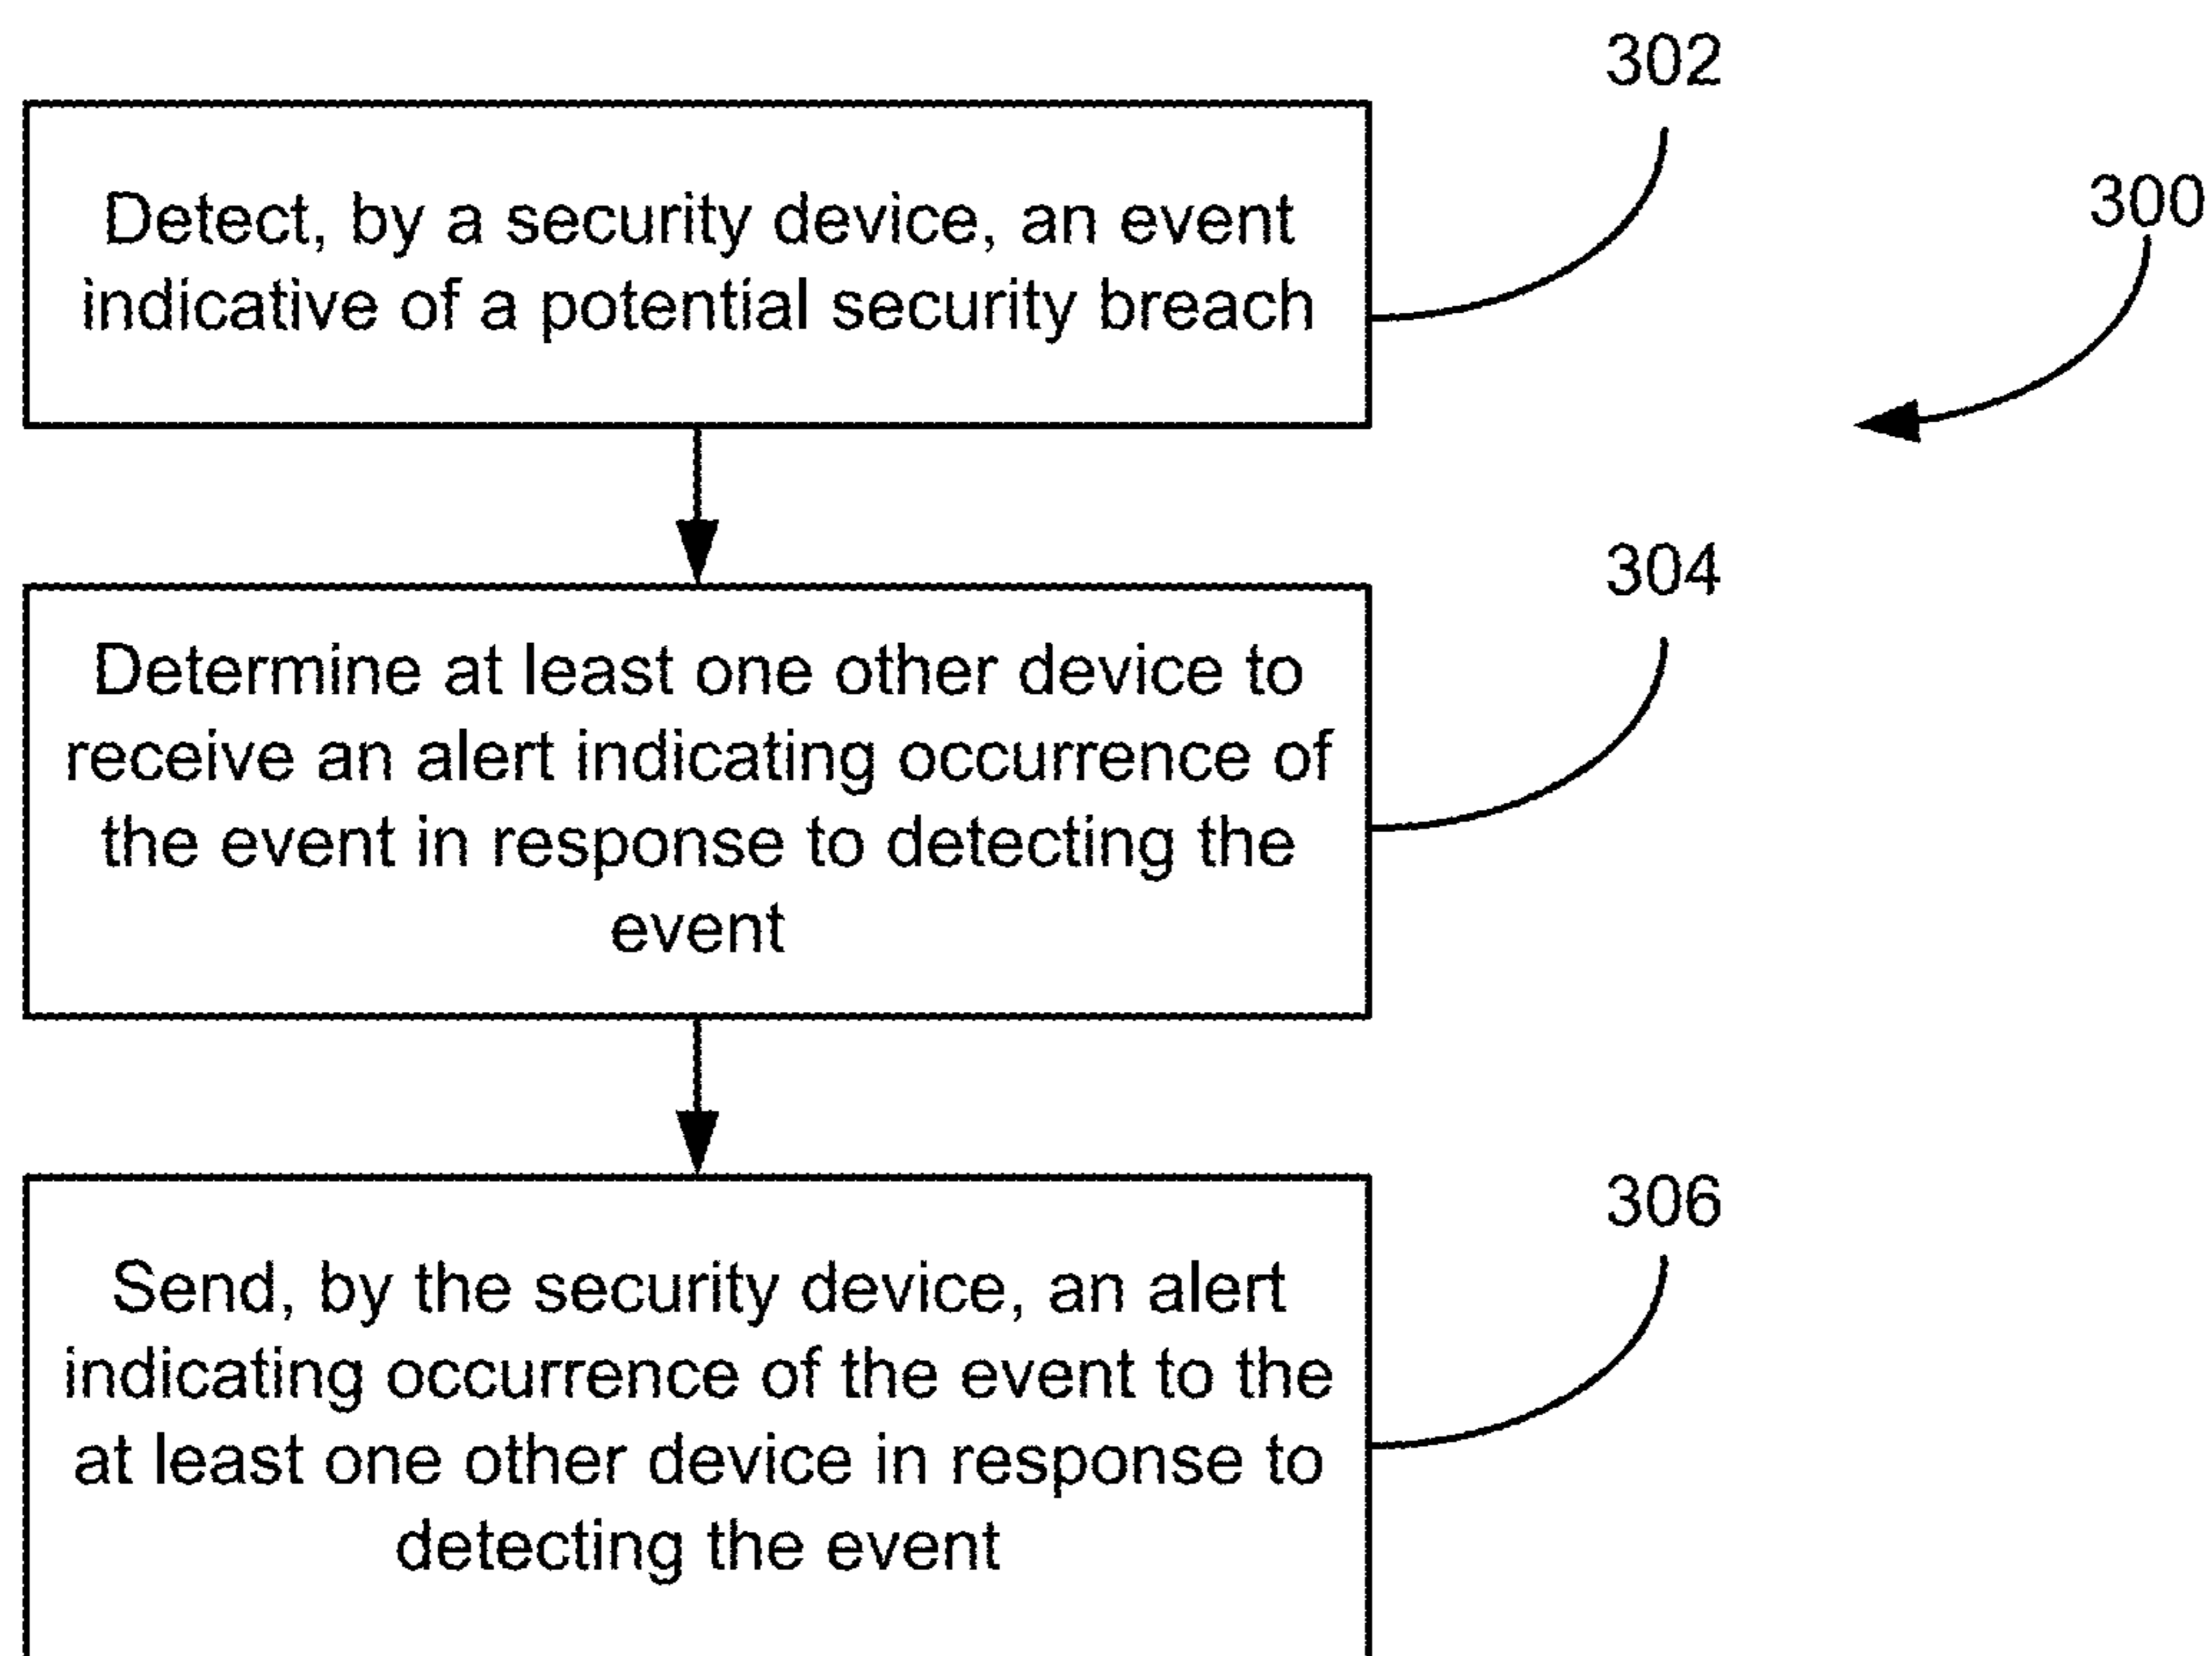 302
Detect, by a security device, an event
indicative of a potential security breach
300
304
Determine at least one other device to
receive an alert indicating occurrence of
the event in response to detecting the
event
306
Send, by the security device, an alert
indicating occurrence of the event to the
at least one other device in response to
detecting the event